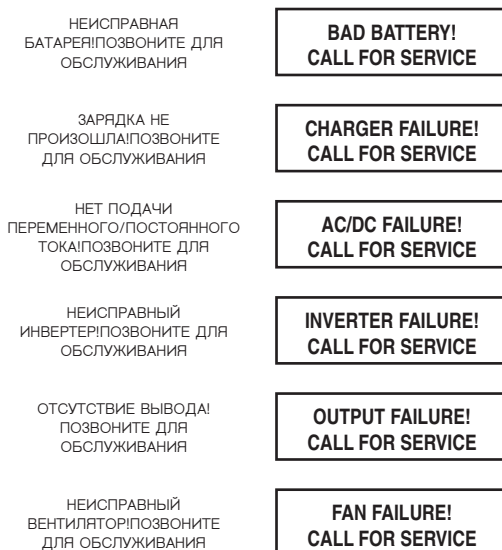 НЕИСПРАВНАЯ
БАТАРЕЯ!ПОЗВОНИТЕ ДЛЯ
ОБСЛУЖИВАНИЯ
BAD BATTERY!
CALL FOR SERVICE
ЗАРЯДКА НЕ
ПРОИЗОШЛА!ПОЗВОНИТЕ
ДЛЯ ОБСЛУЖИВАНИЯ
CHARGER FAILURE!
CALL FOR SERVICE
НЕТ ПОДАЧИ
ПЕРЕМЕННОГО/ПОСТОЯННОГО
ТОКА!ПОЗВОНИТЕ ДЛЯ
ОБСЛУЖИВАНИЯ
AC/DC FAILURE!
CALL FOR SERVICE
НЕИСПРАВНЫЙ
ИНВЕРТЕР!ПОЗВОНИТЕ ДЛЯ
ОБСЛУЖИВАНИЯ
INVERTER FAILURE!
CALL FOR SERVICE
ОТСУТСТВИЕ ВЫВОДА!
ПОЗВОНИТЕ ДЛЯ
ОБСЛУЖИВАНИЯ
OUTPUT FAILURE!
CALL FOR SERVICE
НЕИСПРАВНЫЙ
ВЕНТИЛЯТОР!ПОЗВОНИТЕ
ДЛЯ ОБСЛУЖИВАНИЯ
FAN FAILURE!
CALL FOR SERVICE